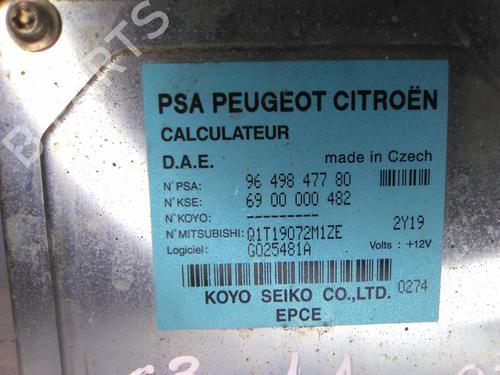 PSA PEUGEOT CITROËN
CALCULATEUR
D.A.E. made in Czech
N° PSA: 96 498 477 80
N° KSE: 69 00 000 482
N° KOYO: ---------
N° MITSUBISHI: Q1T19072M1ZE 2Y19
Logiciel: G025481A Volts : +12V
0274
KOYO SEIKO CO.,LTD.
EPCE